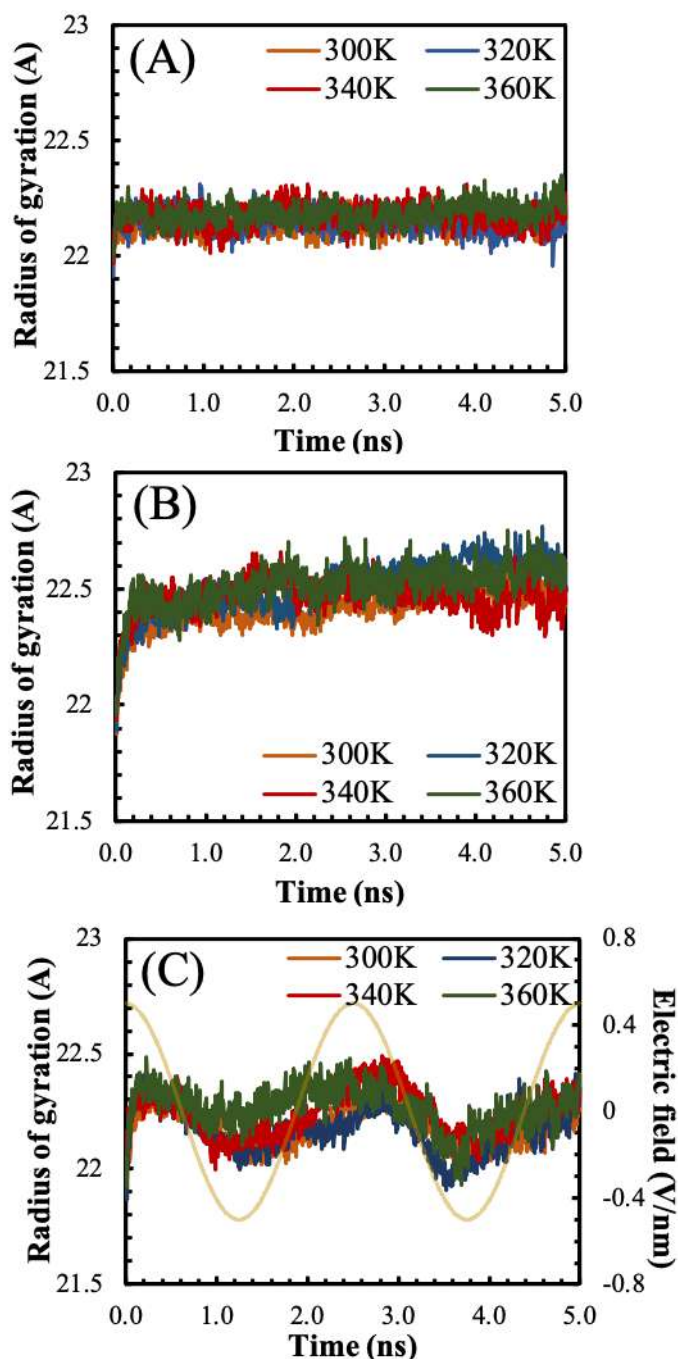 (A)
300K 320K
340K 360K
Radius of gyration (A)
23
22.5
22
21.5
0.0 1.0 2.0 3.0 4.0 5.0
Time (ns)
(B)
300K 320K
340K 360K
Radius of gyration (A)
23
22.5
22
21.5
0.0 1.0 2.0 3.0 4.0 5.0
Time (ns)
(C)
300K 320K
340K 360K
Radius of gyration (A)
23
22.5
22
21.5
0.8
0.4
0
-0.4
-0.8
Electric field (V/nm)
0.0 1.0 2.0 3.0 4.0 5.0
Time (ns)